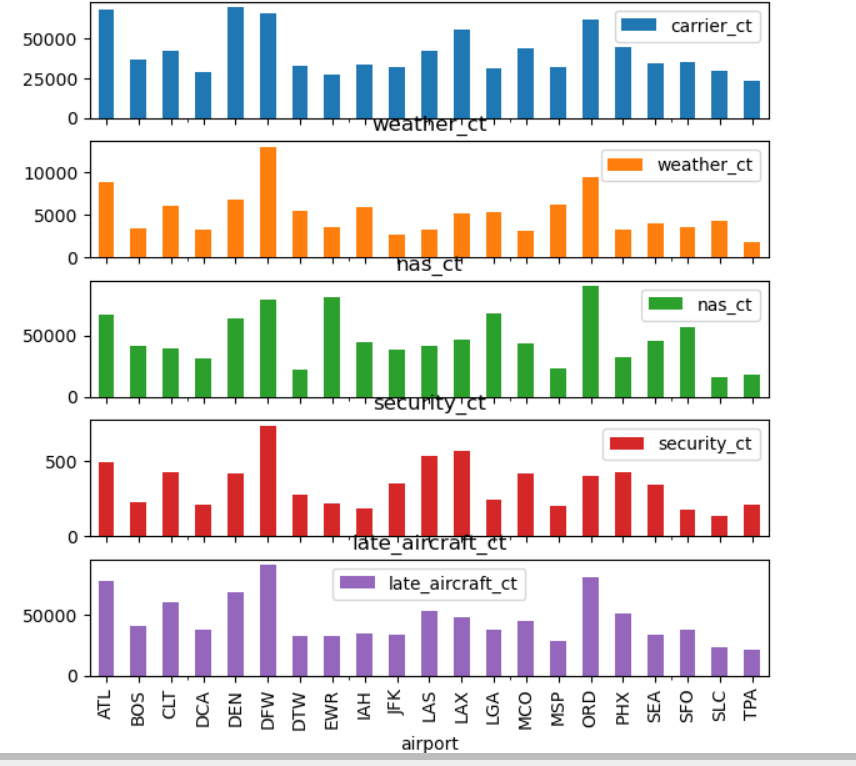 50000
25000
0
carrier_ct
weather_ct
10000
5000
0
weather_ct
nas_ct
50000
0
nas_ct
security_ct
500
0
security_ct
late_aircraft_ct
50000
0
late_aircraft_ct
ATL BOS CLT DCA DEN DFW DTW EWR IAH JFK LAS LAX LGA MCO MSP ORD PHX SEA SFO SLC TPA
airport